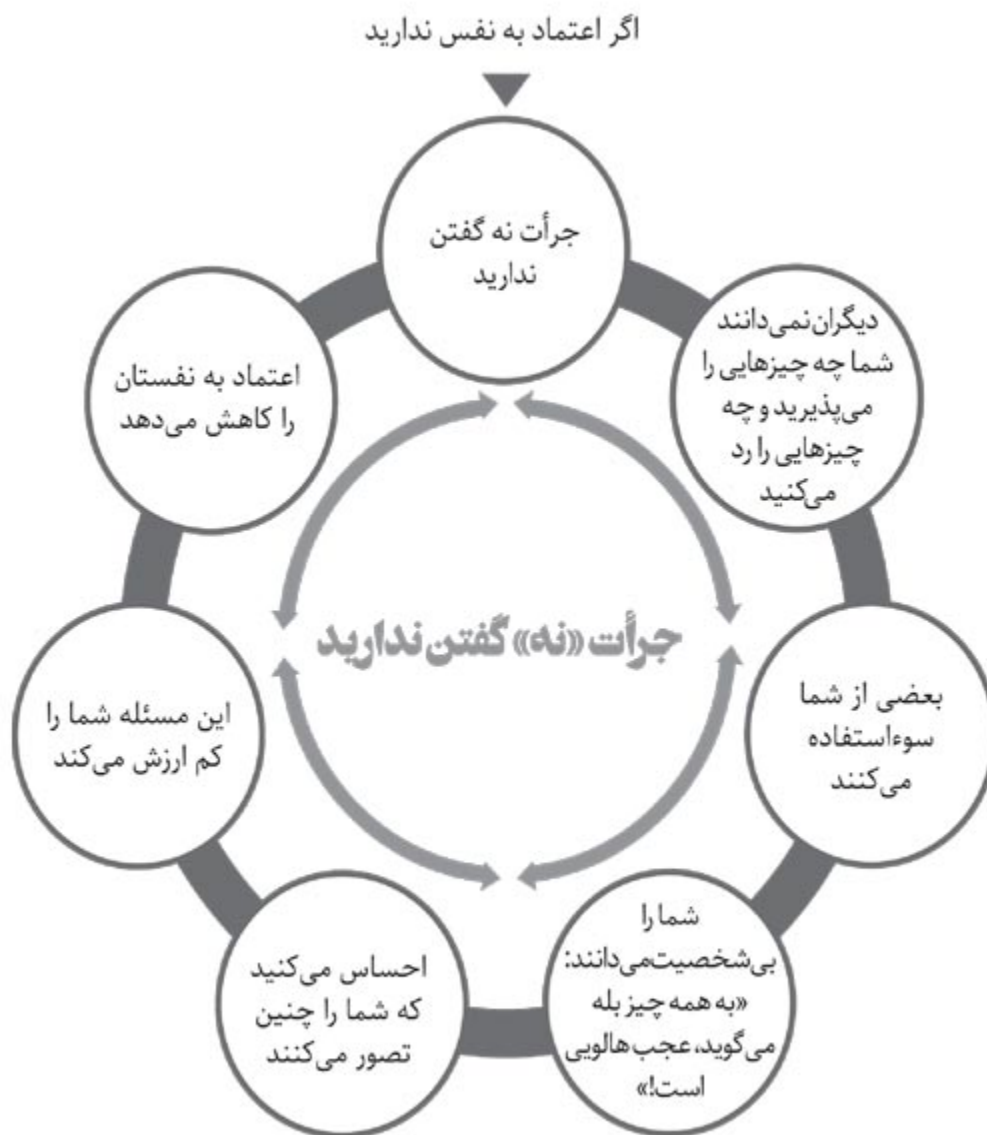 اگر اعتماد به نفس ندارید
جرأت نه گفتن
ندارید
دیگران نمی‌دانند
شما چه چیزهایی را
می‌پذیرید و چه
چیزهایی را رد
می‌کنید
بعضی از شما
سوءاستفاده
می‌کنند
شما را
بی‌شخصیت می‌دانند:
«به همه چیز بله
می‌گوید، عجب هالویی
است!»
احساس می‌کنید
که شما را چنین
تصور می‌کنند
این مسئله شما را
کم ارزش می‌کند
اعتماد به نفستان
را کاهش می‌دهد
جرأت «نه» گفتن ندارید